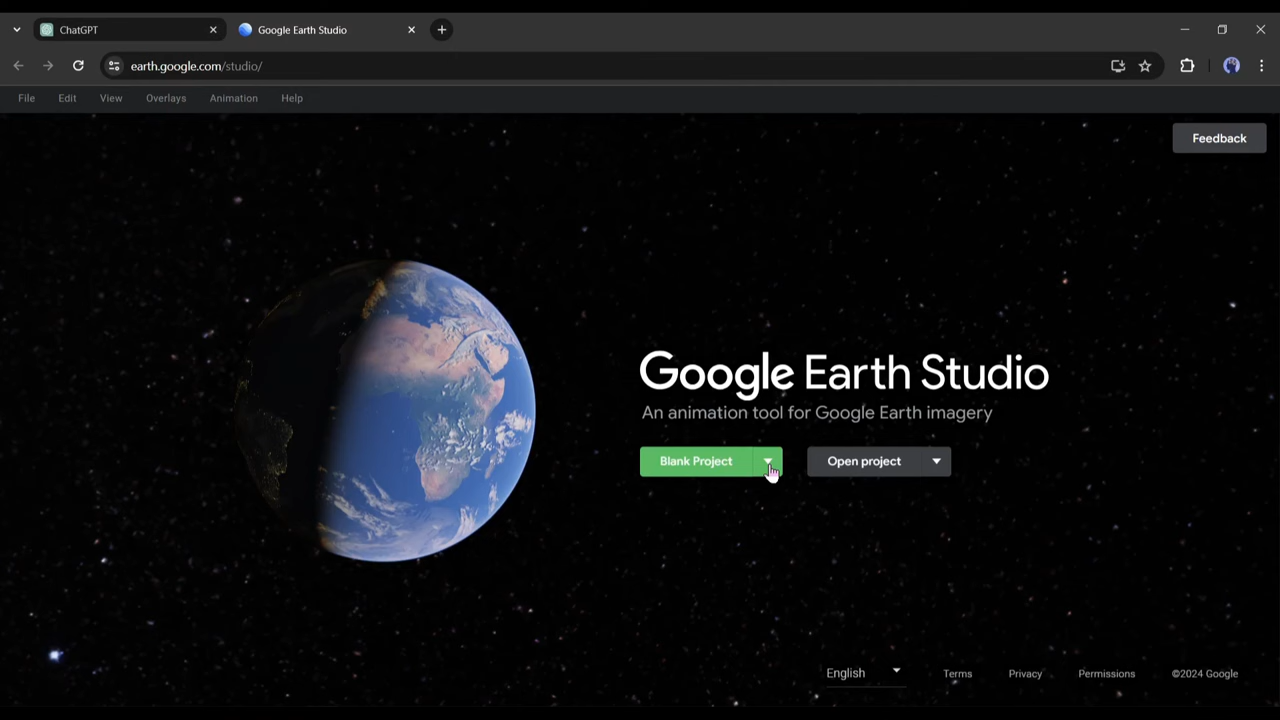 ChatGPT
Google Earth Studio
earth.google.com/studio/
File Edit View Overlays Animation Help
Feedback
Google Earth Studio
An animation tool for Google Earth imagery
Blank Project
Open project
English
Terms
Privacy
Permissions
©2024 Google